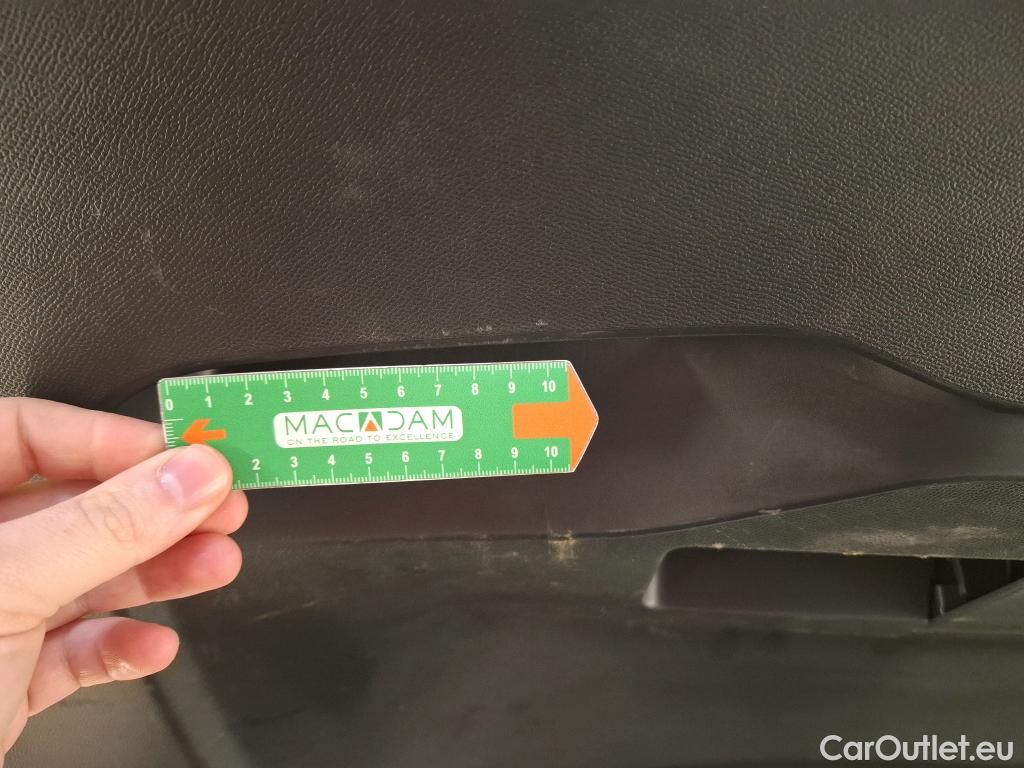 0 1 2 3 4 5 6 7 8 9 10
MACADAM
ON THE ROAD TO EXCELLENCE
2 3 4 5 6 7 8 9 10
CarOutlet.eu